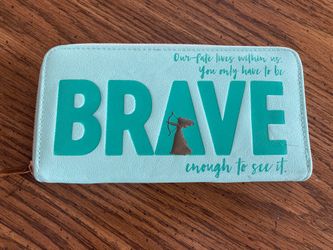 Our fate lives within us.
You only have to be
BRAVE
enough to see it.